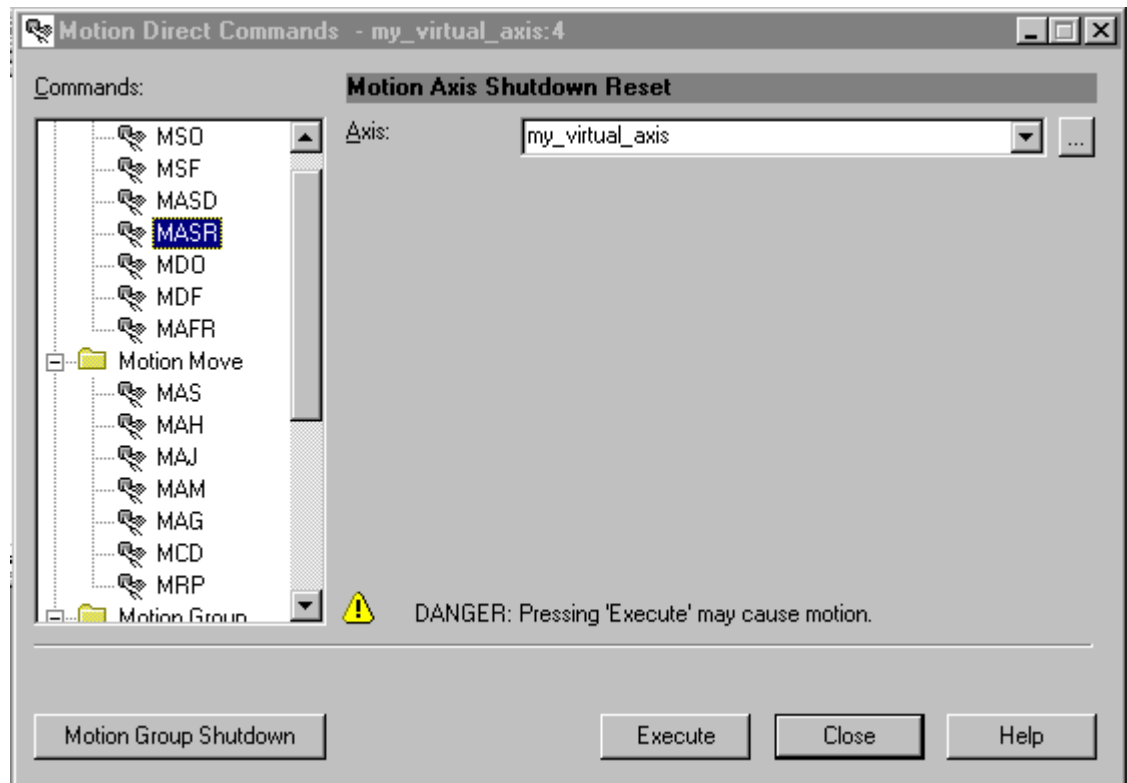 Motion Direct Commands - my_virtual_axis:4
Commands:
Motion Axis Shutdown Reset
Axis:
my_virtual_axis
...
MSO
MSF
MASD
MASR
MDO
MDF
MAFR
Motion Move
MAS
MAH
MAJ
MAM
MAG
MCD
MRP
Motion Group
DANGER: Pressing 'Execute' may cause motion.
Motion Group Shutdown
Execute
Close
Help